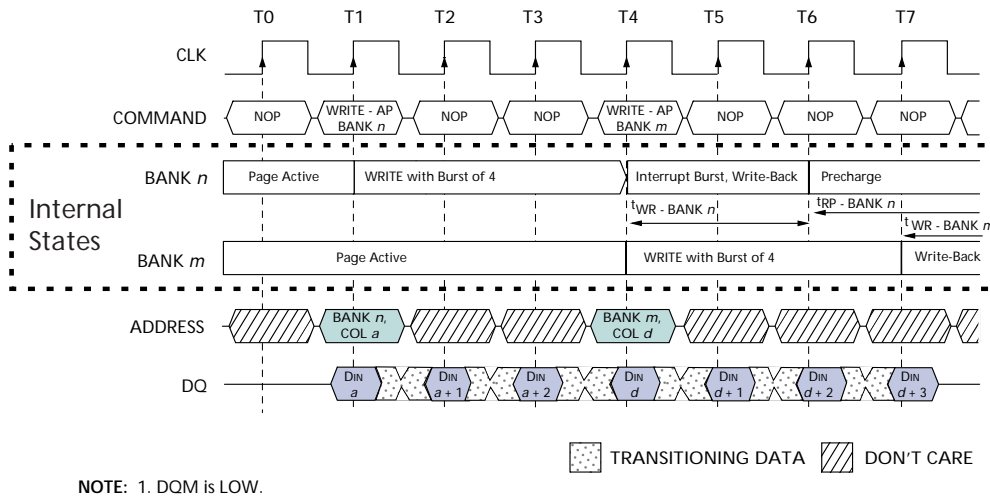 T0 T1 T2 T3 T4 T5 T6 T7
CLK
COMMAND
NOP
WRITE - AP
BANK n
NOP
NOP
WRITE - AP
BANK m
NOP
NOP
NOP
Internal
States
BANK n
Page Active
WRITE with Burst of 4
Interrupt Burst, Write-Back
Precharge
tWR - BANK n
tRP - BANK n
tWR - BANK m
BANK m
Page Active
WRITE with Burst of 4
Write-Back
ADDRESS
BANK n,
COL a
BANK m,
COL d
DQ
DIN
a
DIN
a + 1
DIN
a + 2
DIN
d
DIN
d + 1
DIN
d + 2
DIN
d + 3
TRANSITIONING DATA
DON'T CARE
NOTE: 1. DQM is LOW.